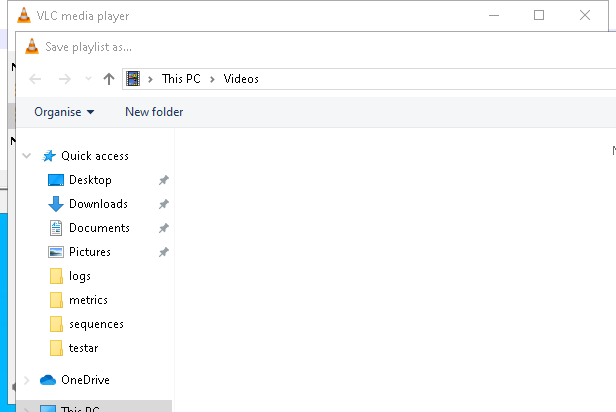 VLC media player
Save playlist as...
This PC > Videos
Organise
New folder
Quick access
Desktop
Downloads
Documents
Pictures
logs
metrics
sequences
testar
OneDrive
This PC